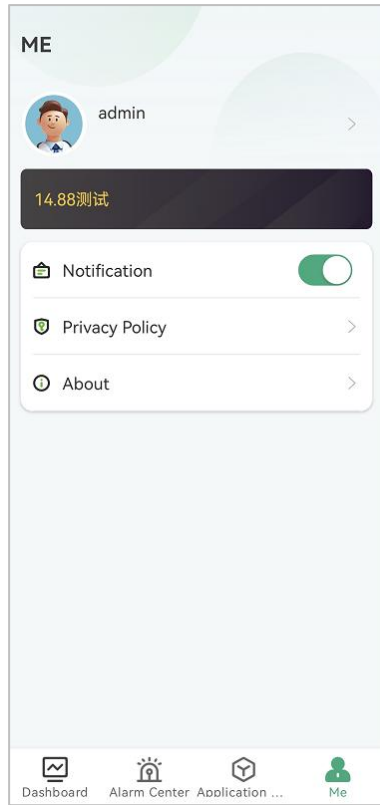 ME
admin
14.88测试
Notification
Privacy Policy
About
Dashboard Alarm Center Application ... Me